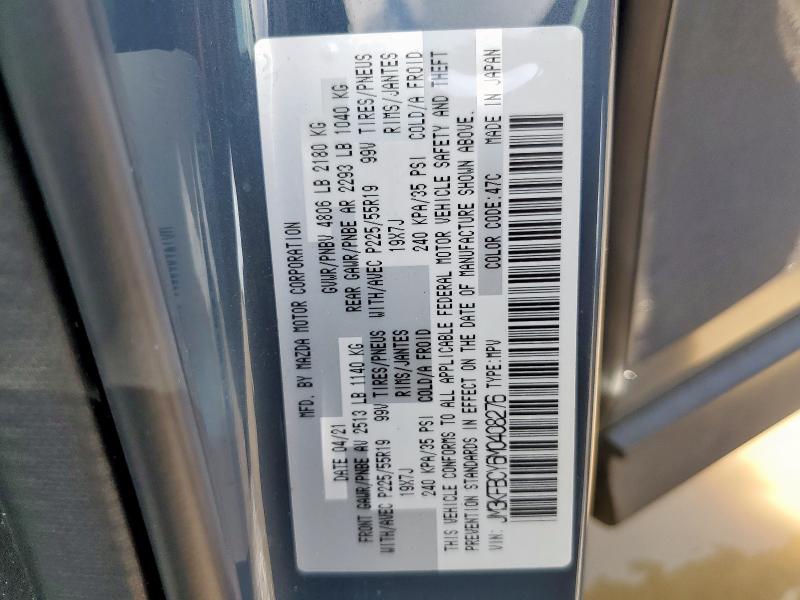 MFD. BY MAZDA MOTOR CORPORATION
DATE 04/21 GVWR/PNBV 4806 LB 2180 KG
FRONT GAWR/PNBE AV 2513 LB 1140 KG REAR GAWR/PNBE AR 2293 LB 1040 KG
WITH/AVEC P225/55R19 99V TIRES/PNEUS WITH/AVEC P225/55R19 99V TIRES/PNEUS
19X7J RIMS/JANTES 19X7J RIMS/JANTES
240 KPA/35 PSI COLD/A FROID 240 KPA/35 PSI COLD/A FROID
THIS VEHICLE CONFORMS TO ALL APPLICABLE FEDERAL MOTOR VEHICLE SAFETY AND THEFT
PREVENTION STANDARDS IN EFFECT ON THE DATE OF MANUFACTURE SHOWN ABOVE.
VIN: JM3KFBCY6M0408276 TYPE:MPV COLOR CODE:47C MADE IN JAPAN